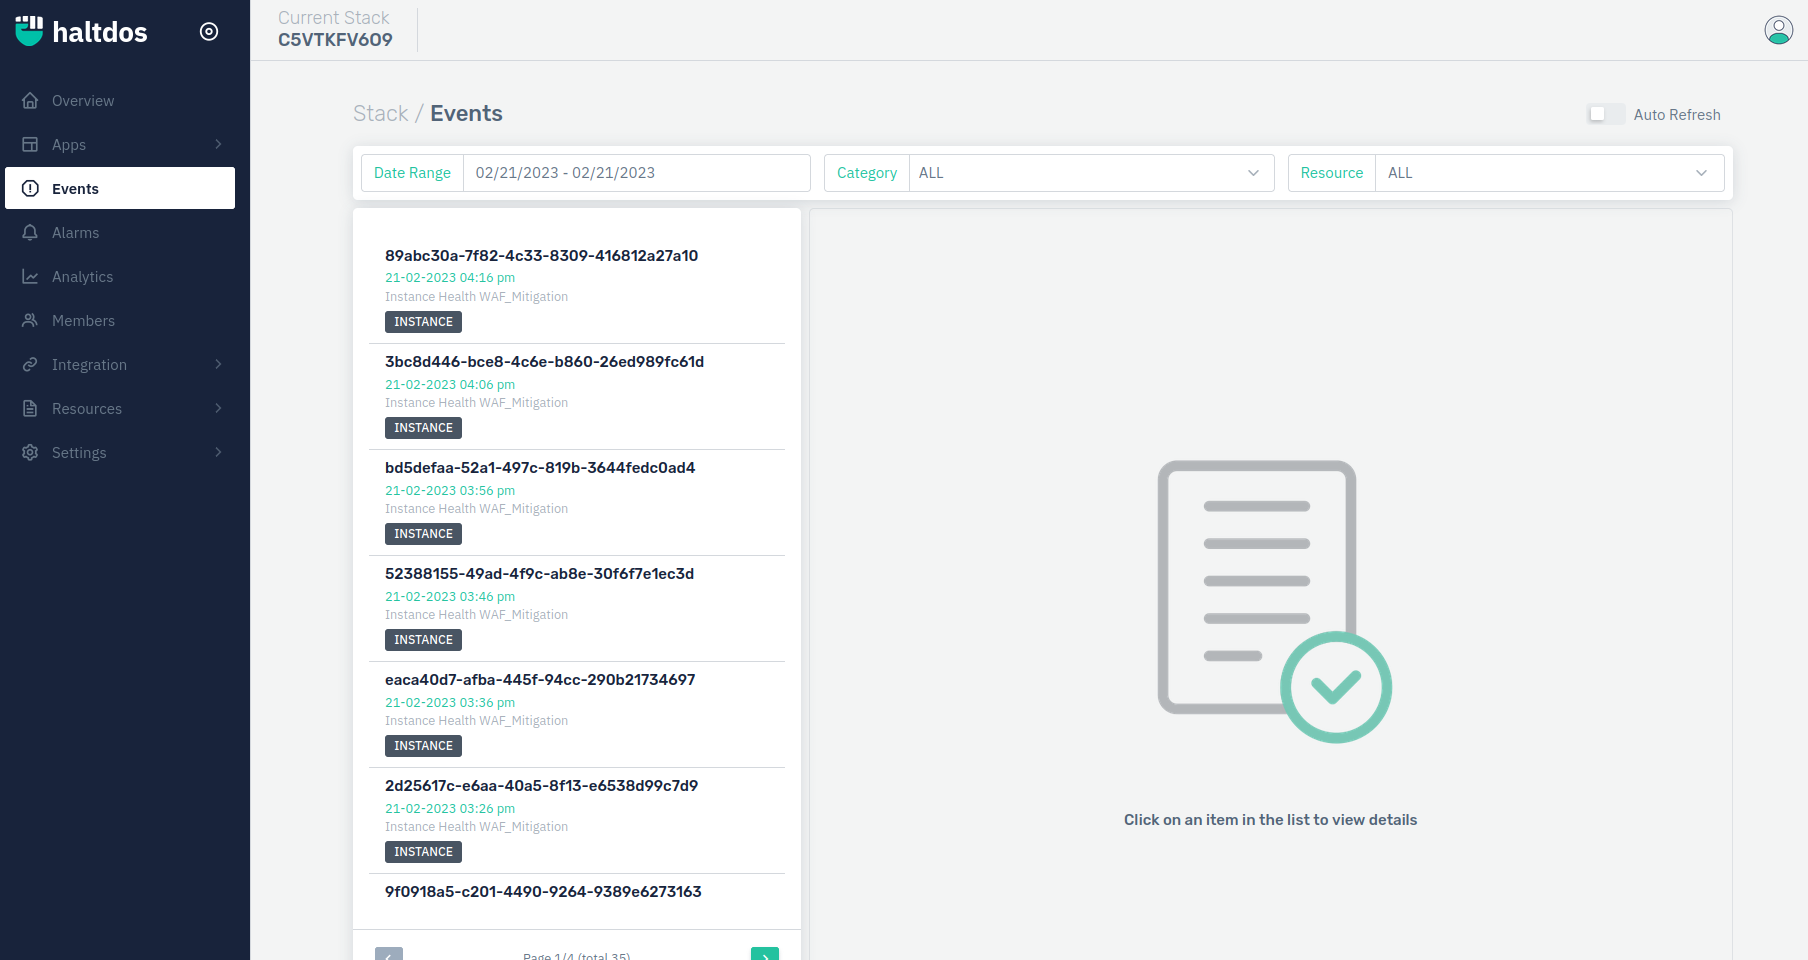 haltdos
Current Stack
C5VTKFV6O9
Overview
Apps
Events
Alarms
Analytics
Members
Integration
Resources
Settings
Stack / Events
Auto Refresh
Date Range 02/21/2023 - 02/21/2023 Category ALL Resource ALL
89abc30a-7f82-4c33-8309-416812a27a10
21-02-2023 04:16 pm
Instance Health WAF_Mitigation
INSTANCE
3bc8d446-bce8-4c6e-b860-26ed989fc61d
21-02-2023 04:06 pm
Instance Health WAF_Mitigation
INSTANCE
bd5defaa-52a1-497c-819b-3644fedc0ad4
21-02-2023 03:56 pm
Instance Health WAF_Mitigation
INSTANCE
52388155-49ad-4f9c-ab8e-30f6f7e1ec3d
21-02-2023 03:46 pm
Instance Health WAF_Mitigation
INSTANCE
eaca40d7-afba-445f-94cc-290b21734697
21-02-2023 03:36 pm
Instance Health WAF_Mitigation
INSTANCE
2d25617c-e6aa-40a5-8f13-e6538d99c7d9
21-02-2023 03:26 pm
Instance Health WAF_Mitigation
INSTANCE
9f0918a5-c201-4490-9264-9389e6273163
Page 1/4 (total 35)
Click on an item in the list to view details